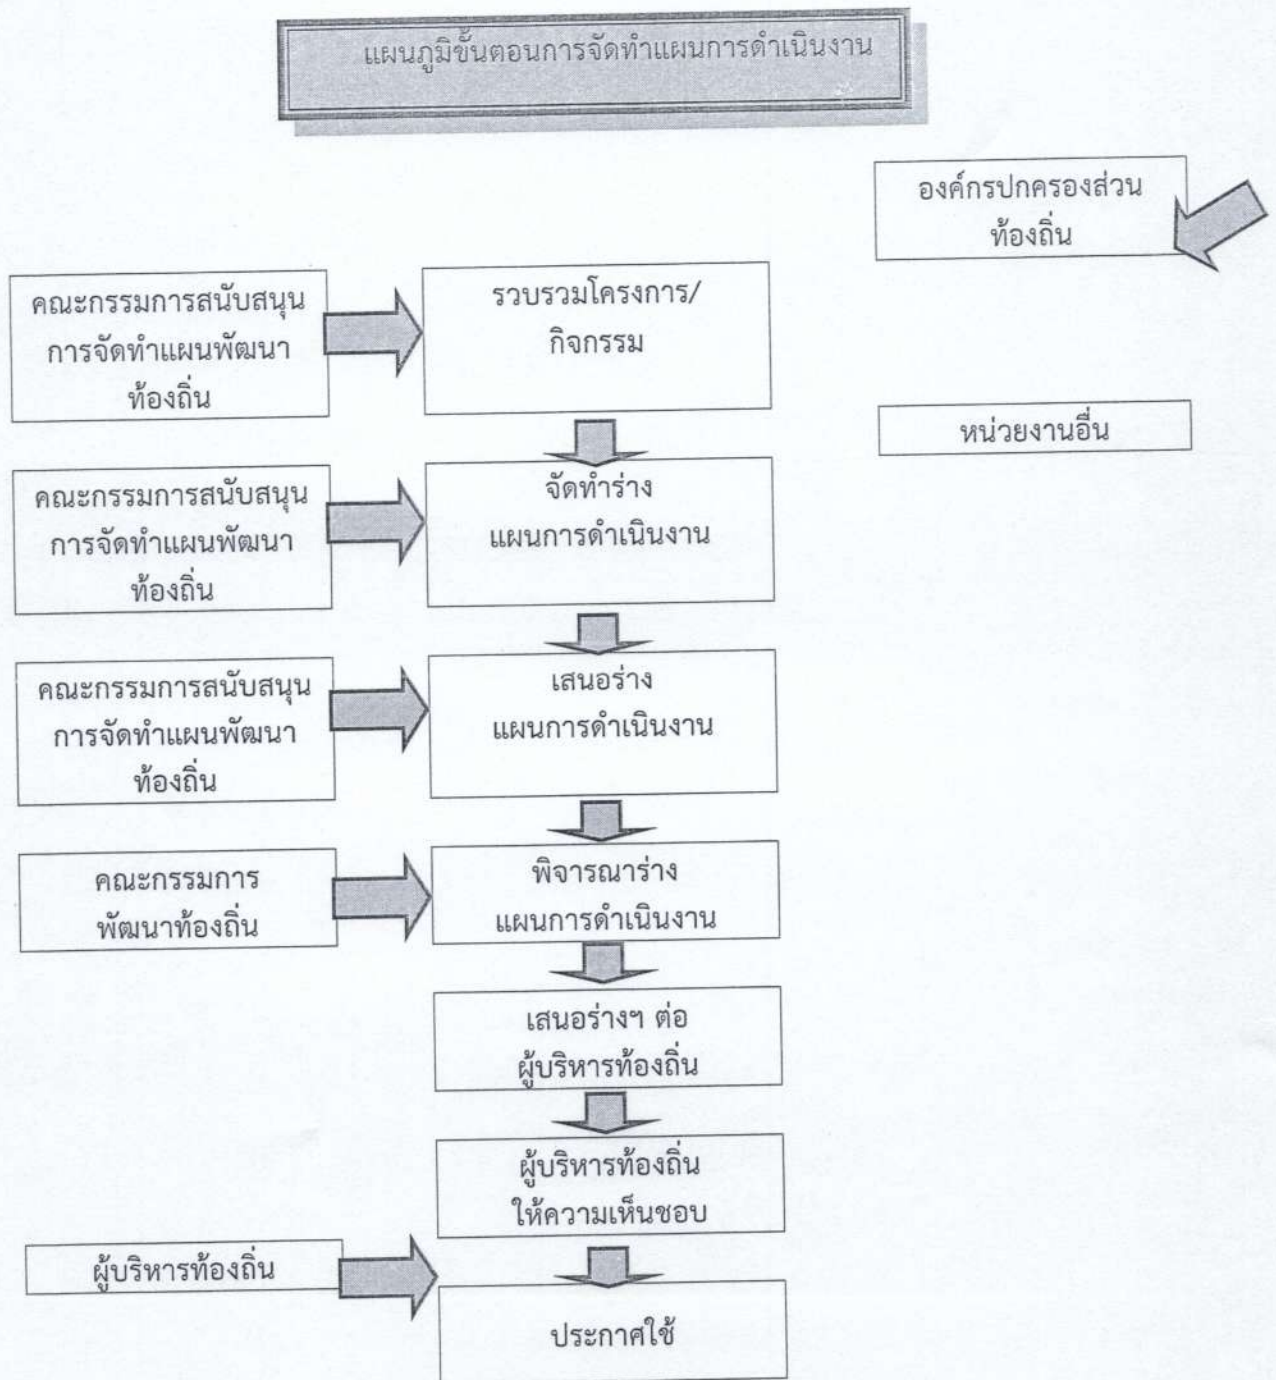 แผนภูมิขั้นตอนการจัดทำแผนการดำเนินงาน
องค์กรปกครองส่วน
ท้องถิ่น
คณะกรรมการสนับสนุน
การจัดทำแผนพัฒนา
ท้องถิ่น
รวบรวมโครงการ/
กิจกรรม
หน่วยงานอื่น
คณะกรรมการสนับสนุน
การจัดทำแผนพัฒนา
ท้องถิ่น
จัดทำร่าง
แผนการดำเนินงาน
คณะกรรมการสนับสนุน
การจัดทำแผนพัฒนา
ท้องถิ่น
เสนอร่าง
แผนการดำเนินงาน
คณะกรรมการ
พัฒนาท้องถิ่น
พิจารณาร่าง
แผนการดำเนินงาน
เสนอร่างฯ ต่อ
ผู้บริหารท้องถิ่น
ผู้บริหารท้องถิ่น
ให้ความเห็นชอบ
ผู้บริหารท้องถิ่น
ประกาศใช้